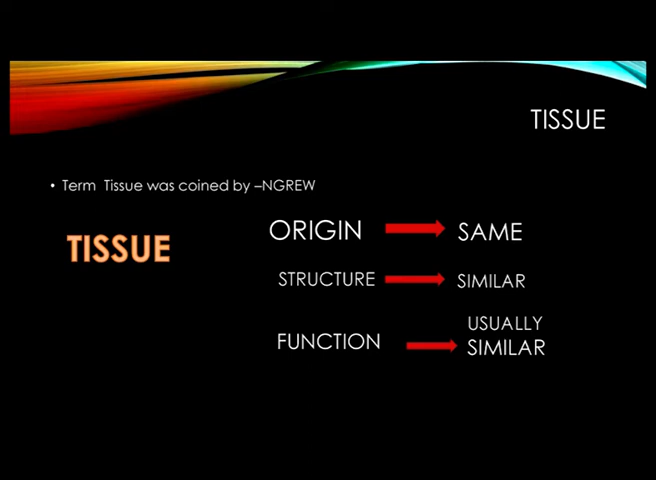 TISSUE
• Term Tissue was coined by –NGREW
TISSUE
ORIGIN SAME
STRUCTURE SIMILAR
FUNCTION USUALLY
SIMILAR